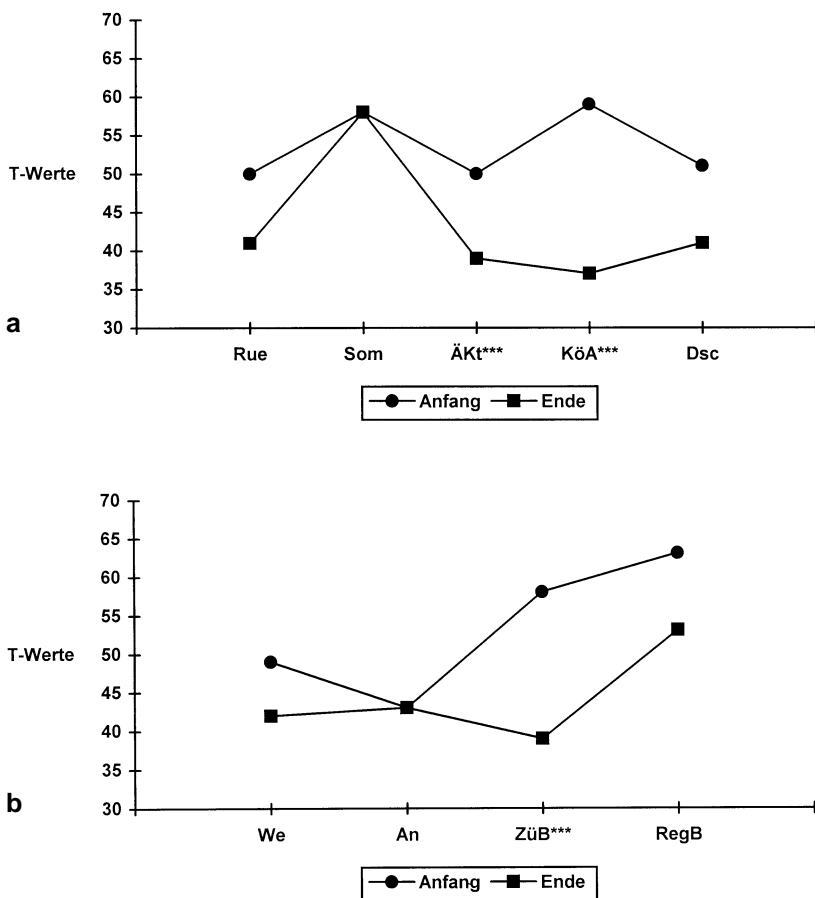 70
65
60
55
T-Werte 50
45
40
35
a 30
Rue Som ÄKt*** KöA*** Dsc
Anfang Ende
70
65
60
55
T-Werte 50
45
40
35
b 30
We An ZüB*** RegB
Anfang Ende